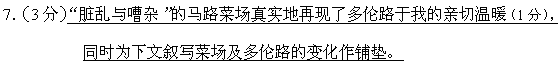 7.（3分）“脏乱与嘈杂”的马路菜场真实地再现了多伦路于我的亲切温暖（1分），
同时为下文叙写菜场及多伦路的变化作铺垫。